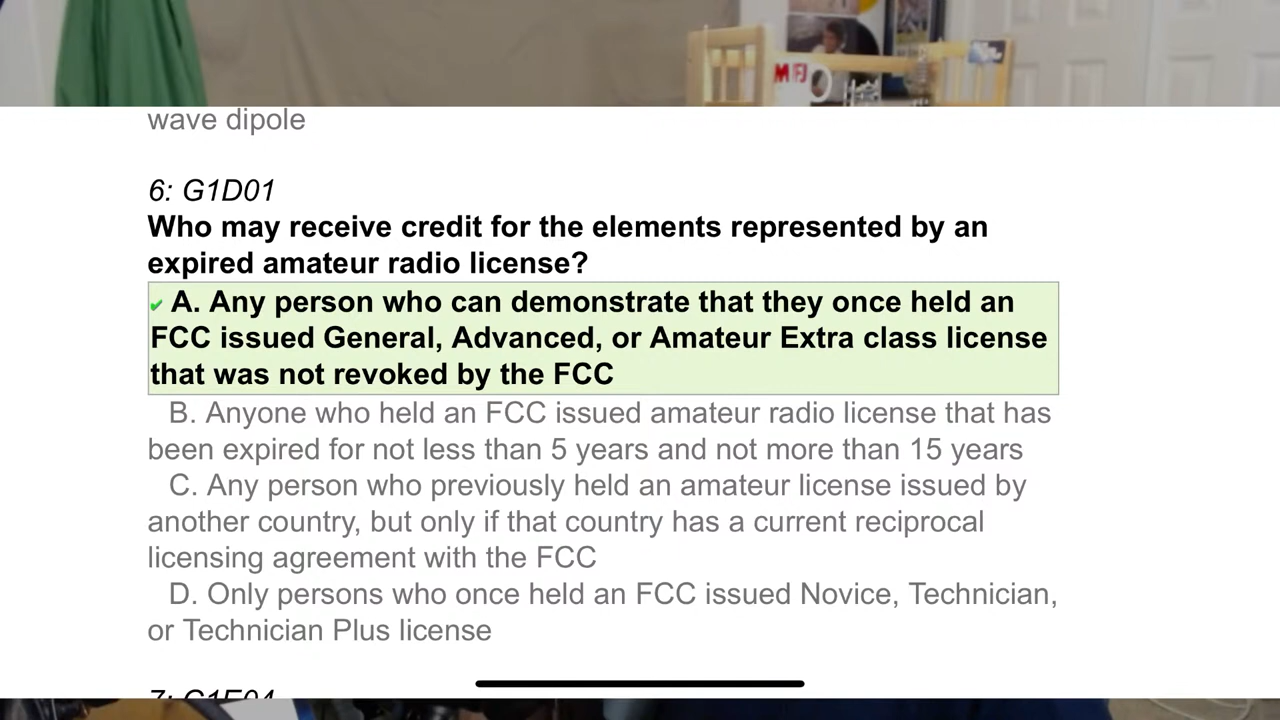 MFJ
wave dipole
6: G1D01
Who may receive credit for the elements represented by an
expired amateur radio license?
✔ A. Any person who can demonstrate that they once held an
FCC issued General, Advanced, or Amateur Extra class license
that was not revoked by the FCC
B. Anyone who held an FCC issued amateur radio license that has
been expired for not less than 5 years and not more than 15 years
C. Any person who previously held an amateur license issued by
another country, but only if that country has a current reciprocal
licensing agreement with the FCC
D. Only persons who once held an FCC issued Novice, Technician,
or Technician Plus license
7: G1E04